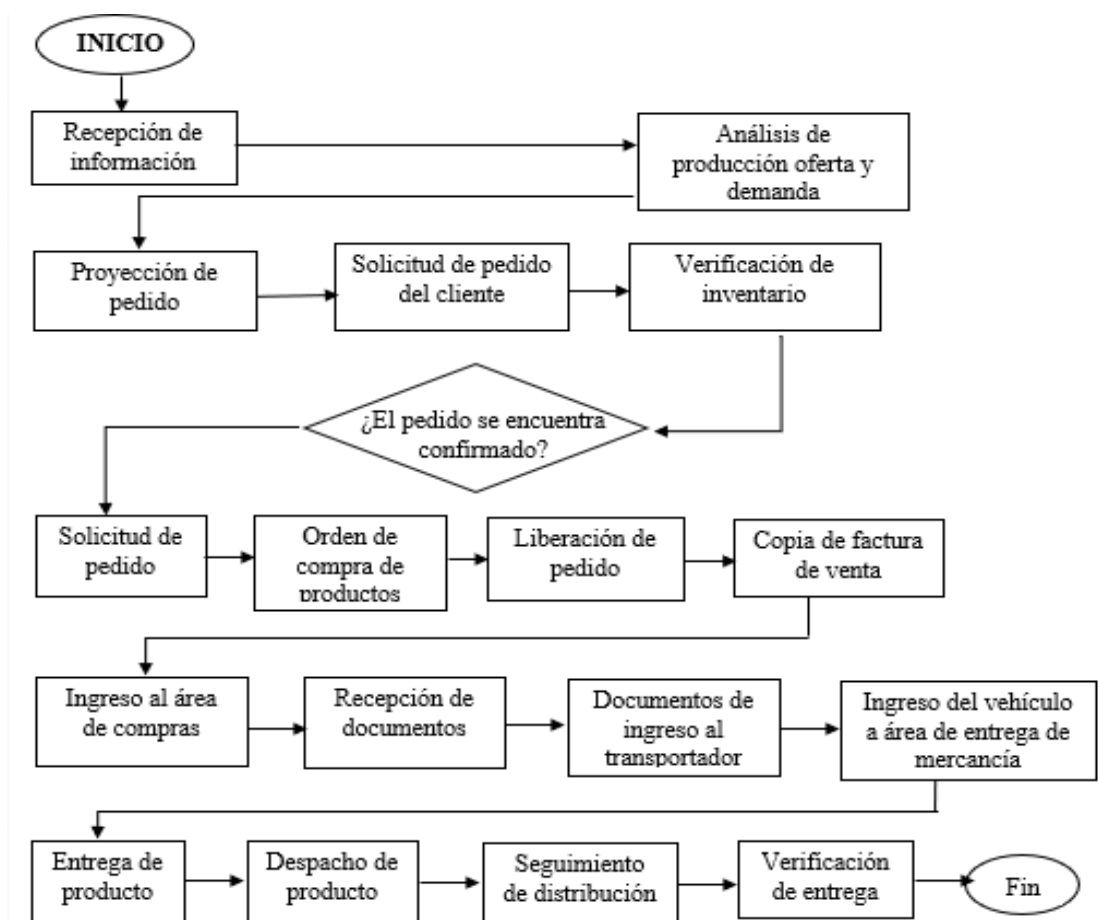 INICIO
Recepción de
información
Análisis de
producción oferta y
demanda
Proyección de
pedido
Solicitud de pedido
del cliente
Verificación de
inventario
¿El pedido se encuentra
confirmado?
Solicitud de
pedido
Orden de
compra de
productos
Liberación de
pedido
Copia de factura
de venta
Ingreso al área
de compras
Recepción de
documentos
Documentos de
ingreso al
transportador
Ingreso del vehículo
a área de entrega de
mercancía
Entrega de
producto
Despacho de
producto
Seguimiento
de distribución
Verificación
de entrega
Fin